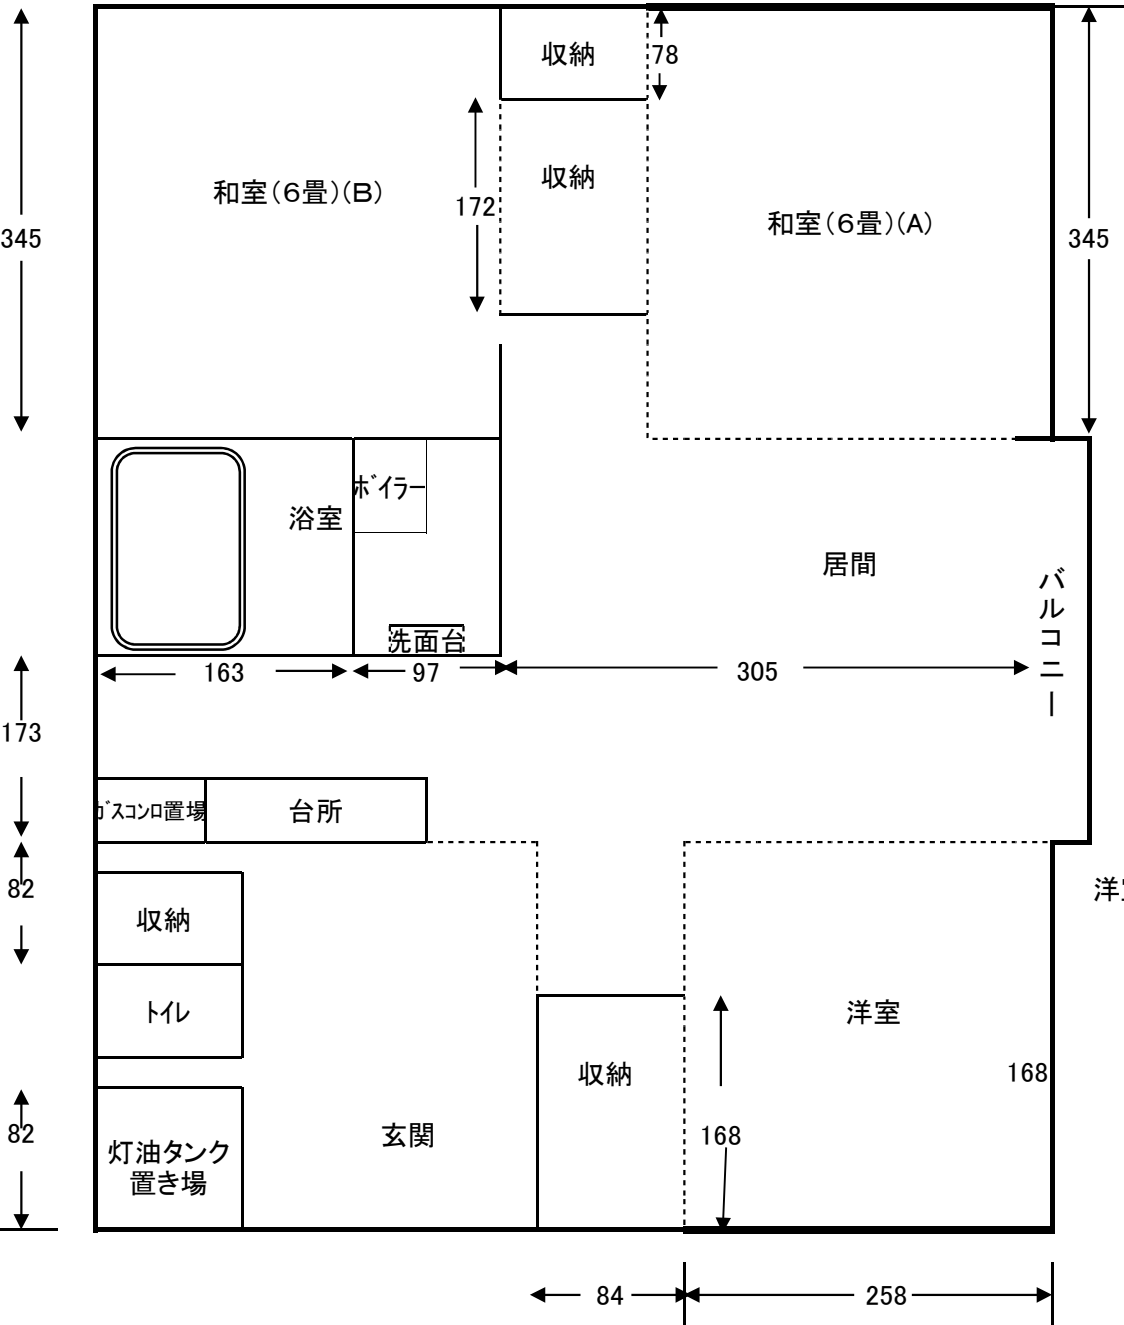 収納
78
収納
和室(6畳)(B)
172
和室(6畳)(A)
345
345
ボイラー
浴室
居間
バルコニー
洗面台
163
97
305
173
ガスコンロ置場
台所
82
洋
収納
トイレ
洋室
収納
168
82
玄関
168
灯油タンク
置き場
84
258